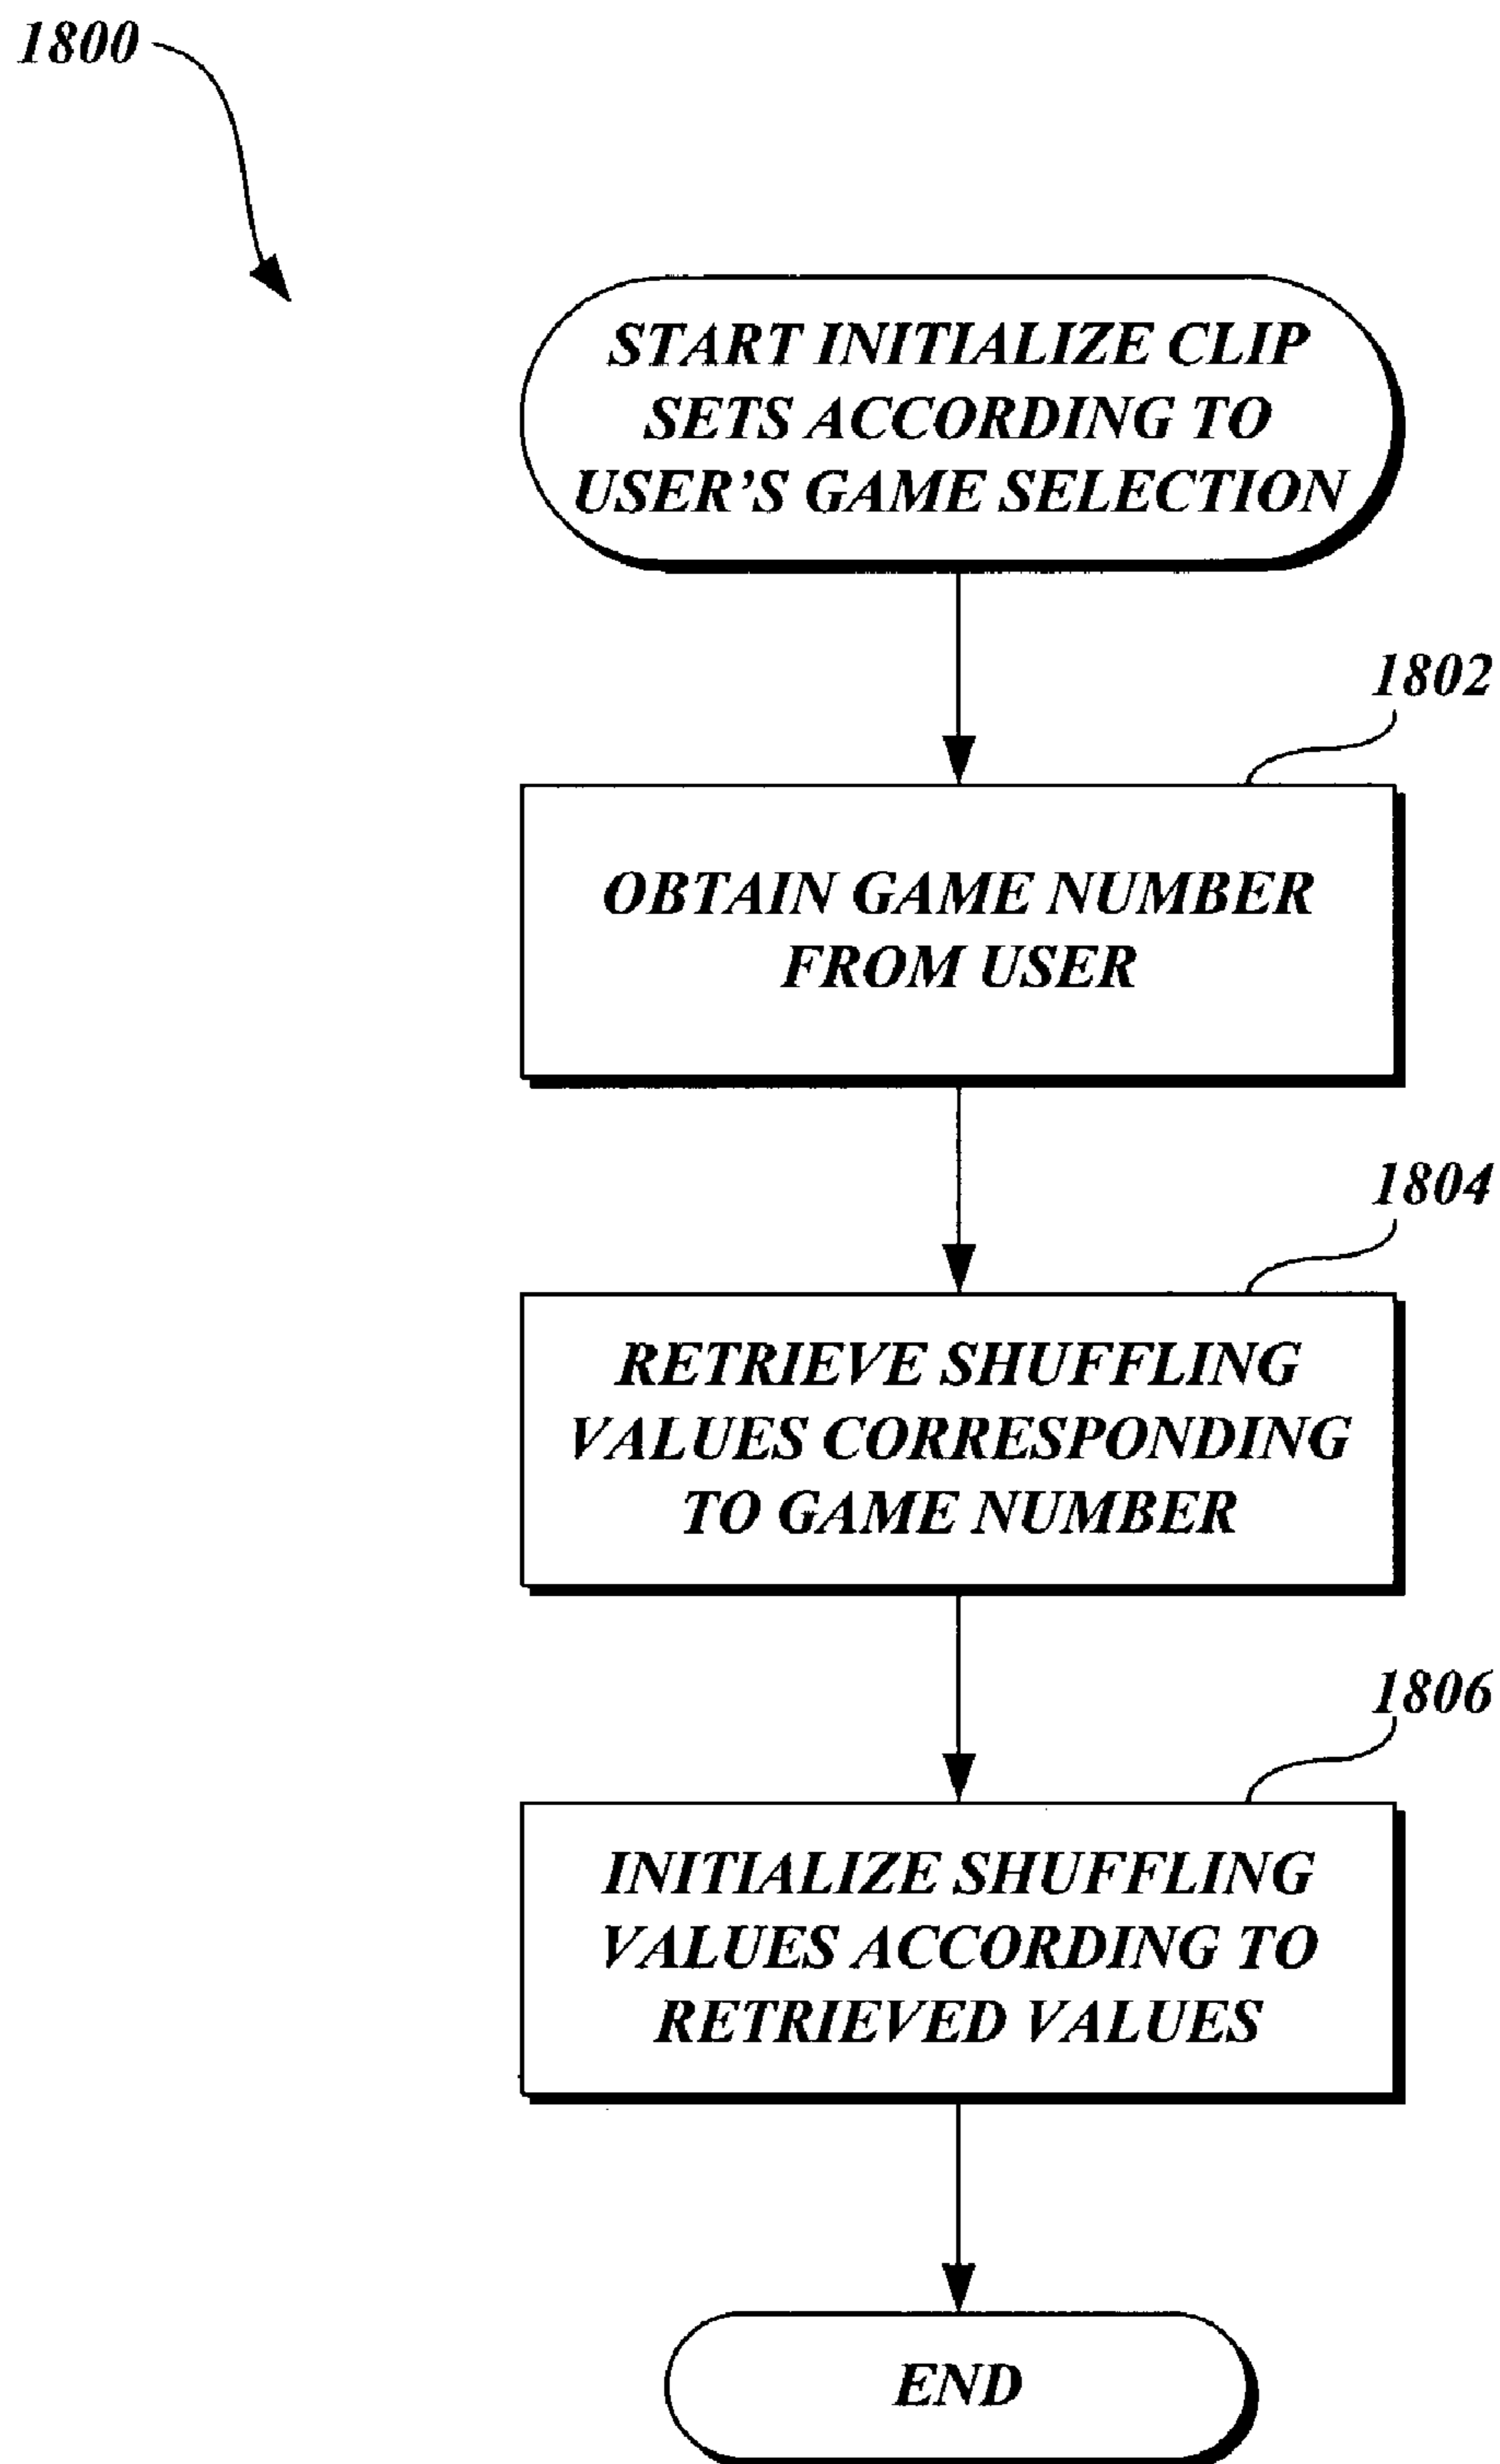 1800
START INITIALIZE CLIP
SETS ACCORDING TO
USER'S GAME SELECTION
1802
OBTAIN GAME NUMBER
FROM USER
1804
RETRIEVE SHUFFLING
VALUES CORRESPONDING
TO GAME NUMBER
1806
INITIALIZE SHUFFLING
VALUES ACCORDING TO
RETRIEVED VALUES
END